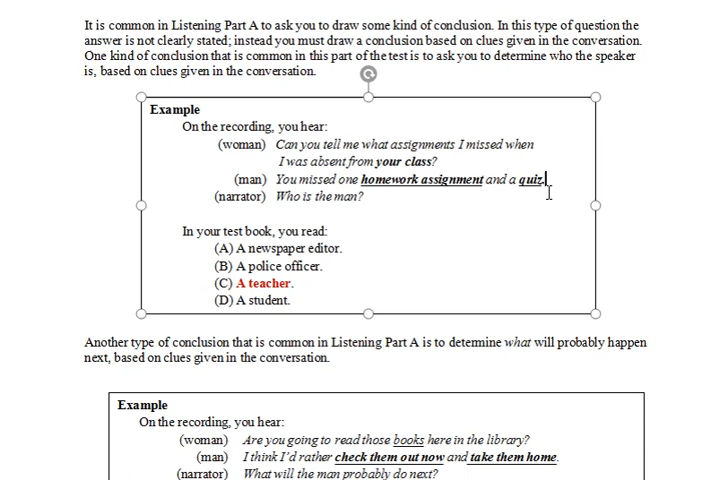 It is common in Listening Part A to ask you to draw some kind of conclusion. In this type of question the
answer is not clearly stated; instead you must draw a conclusion based on clues given in the conversation.
One kind of conclusion that is common in this part of the test is to ask you to determine who the speaker
is, based on clues given in the conversation.
Example
On the recording, you hear:
(woman) Can you tell me what assignments I missed when
I was absent from your class?
(man) You missed one homework assignment and a quiz.
(narrator) Who is the man?
In your test book, you read:
(A) A newspaper editor.
(B) A police officer.
(C) A teacher.
(D) A student.
Another type of conclusion that is common in Listening Part A is to determine what will probably happen
next, based on clues given in the conversation.
Example
On the recording, you hear:
(woman) Are you going to read those books here in the library?
(man) I think I'd rather check them out now and take them home.
(narrator) What will the man probably do next?